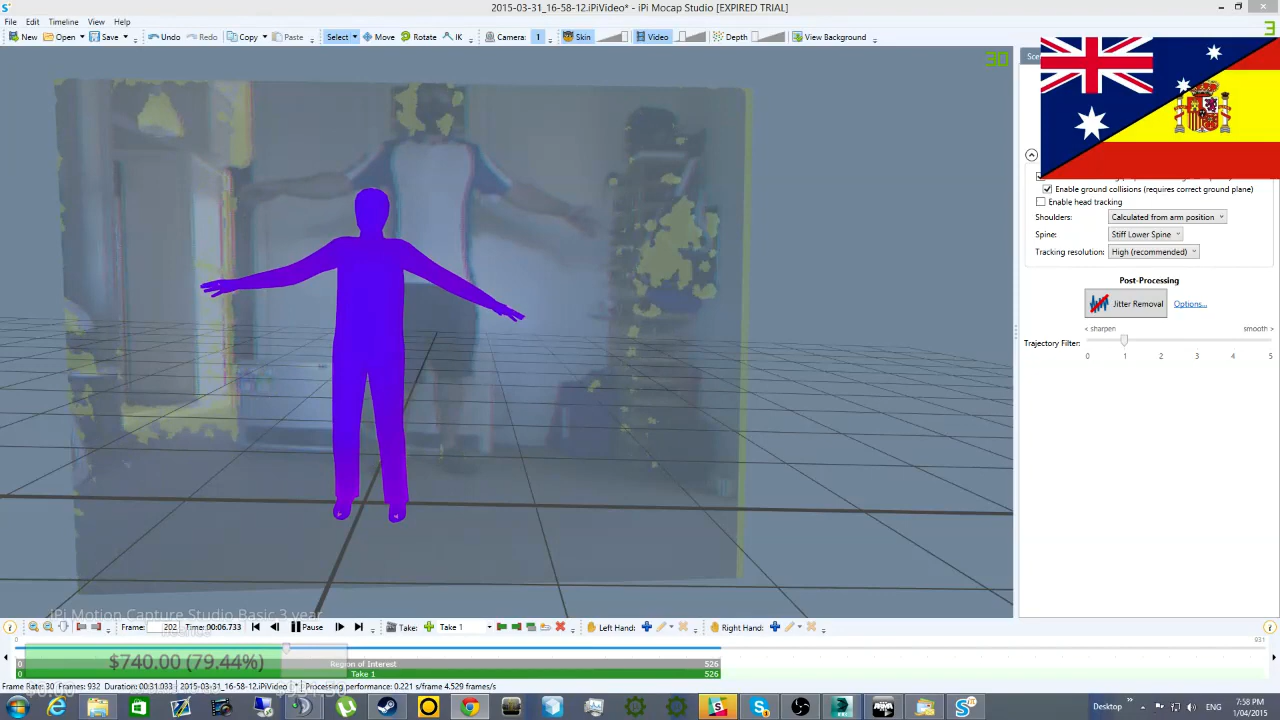 2015-03-31_16-58-12.iPiVideo* - iPi Mocap Studio [EXPIRED TRIAL]
File Edit Timeline View Help
New Open Save Undo Redo Copy Paste Select Move Rotate IK Camera: 1 Skin Video Depth View Background
3
30
Enable ground collisions (requires correct ground plane)
Enable head tracking
Shoulders: Calculated from arm position
Spine: Stiff Lower Spine
Tracking resolution: High (recommended)
Post-Processing
Jitter Removal Options...
< sharpen smooth >
Trajectory Filter:
0 1 2 3 4 5
iPi Motion Capture Studio Basic 3 year
Frame: 202 Time: 00:06.733 Pause Take: Take 1 Left Hand: Right Hand:
0 931
$740.00 (79.44%)
0 Region of Interest 526
0 Take 1 526
Frame Rate: 30 Frames: 932 Duration: 00:31.033 2015-03-31_16-58-12.iPiVideo * Processing performance: 0.221 s/frame 4.529 frames/s
Desktop ENG 7:58 PM
1/04/2015